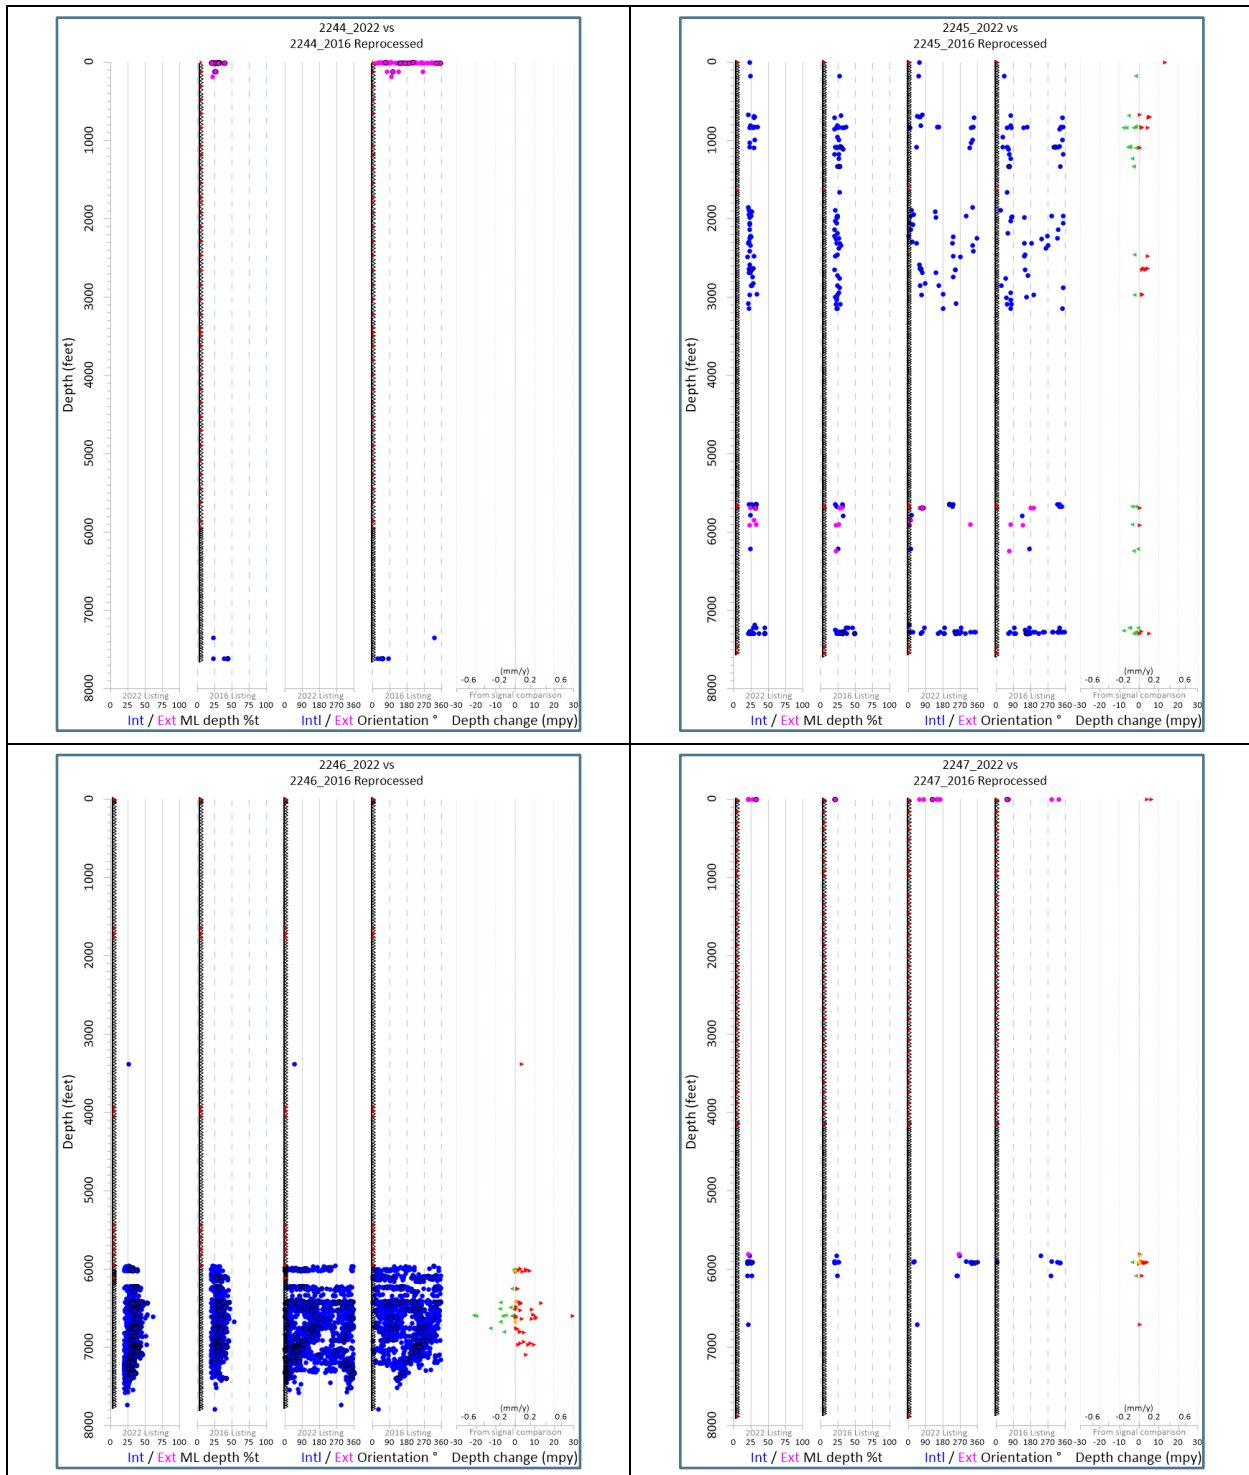 2244_2022 vs
2244_2016 Reprocessed
Depth (feet)
0
1000
2000
3000
4000
5000
6000
7000
8000
(mm/y)
-0.6 -0.2 0.2 0.6
2022 Listing 2016 Listing 2022 Listing 2016 Listing From signal comparison
0 25 50 75 100 0 25 50 75 100 0 90 180 270 360 0 90 180 270 360 -30 -20 -10 0 10 20 30
Int / Ext ML depth %t Intl / Ext Orientation ° Depth change (mpy)
2245_2022 vs
2245_2016 Reprocessed
Depth (feet)
0
1000
2000
3000
4000
5000
6000
7000
8000
(mm/y)
-0.6 -0.2 0.2 0.6
2022 Listing 2016 Listing 2022 Listing 2016 Listing From signal comparison
0 25 50 75 100 0 25 50 75 100 0 90 180 270 360 0 90 180 270 360 -30 -20 -10 0 10 20 30
Int / Ext ML depth %t Intl / Ext Orientation ° Depth change (mpy)
2246_2022 vs
2246_2016 Reprocessed
Depth (feet)
0
1000
2000
3000
4000
5000
6000
7000
8000
(mm/y)
-0.6 -0.2 0.2 0.6
2022 Listing 2016 Listing 2022 Listing 2016 Listing From signal comparison
0 25 50 75 100 0 25 50 75 100 0 90 180 270 360 0 90 180 270 360 -30 -20 -10 0 10 20 30
Int / Ext ML depth %t Intl / Ext Orientation ° Depth change (mpy)
2247_2022 vs
2247_2016 Reprocessed
Depth (feet)
0
1000
2000
3000
4000
5000
6000
7000
8000
(mm/y)
-0.6 -0.2 0.2 0.6
2022 Listing 2016 Listing 2022 Listing 2016 Listing From signal comparison
0 25 50 75 100 0 25 50 75 100 0 90 180 270 360 0 90 180 270 360 -30 -20 -10 0 10 20 30
Int / Ext ML depth %t Intl / Ext Orientation ° Depth change (mpy)